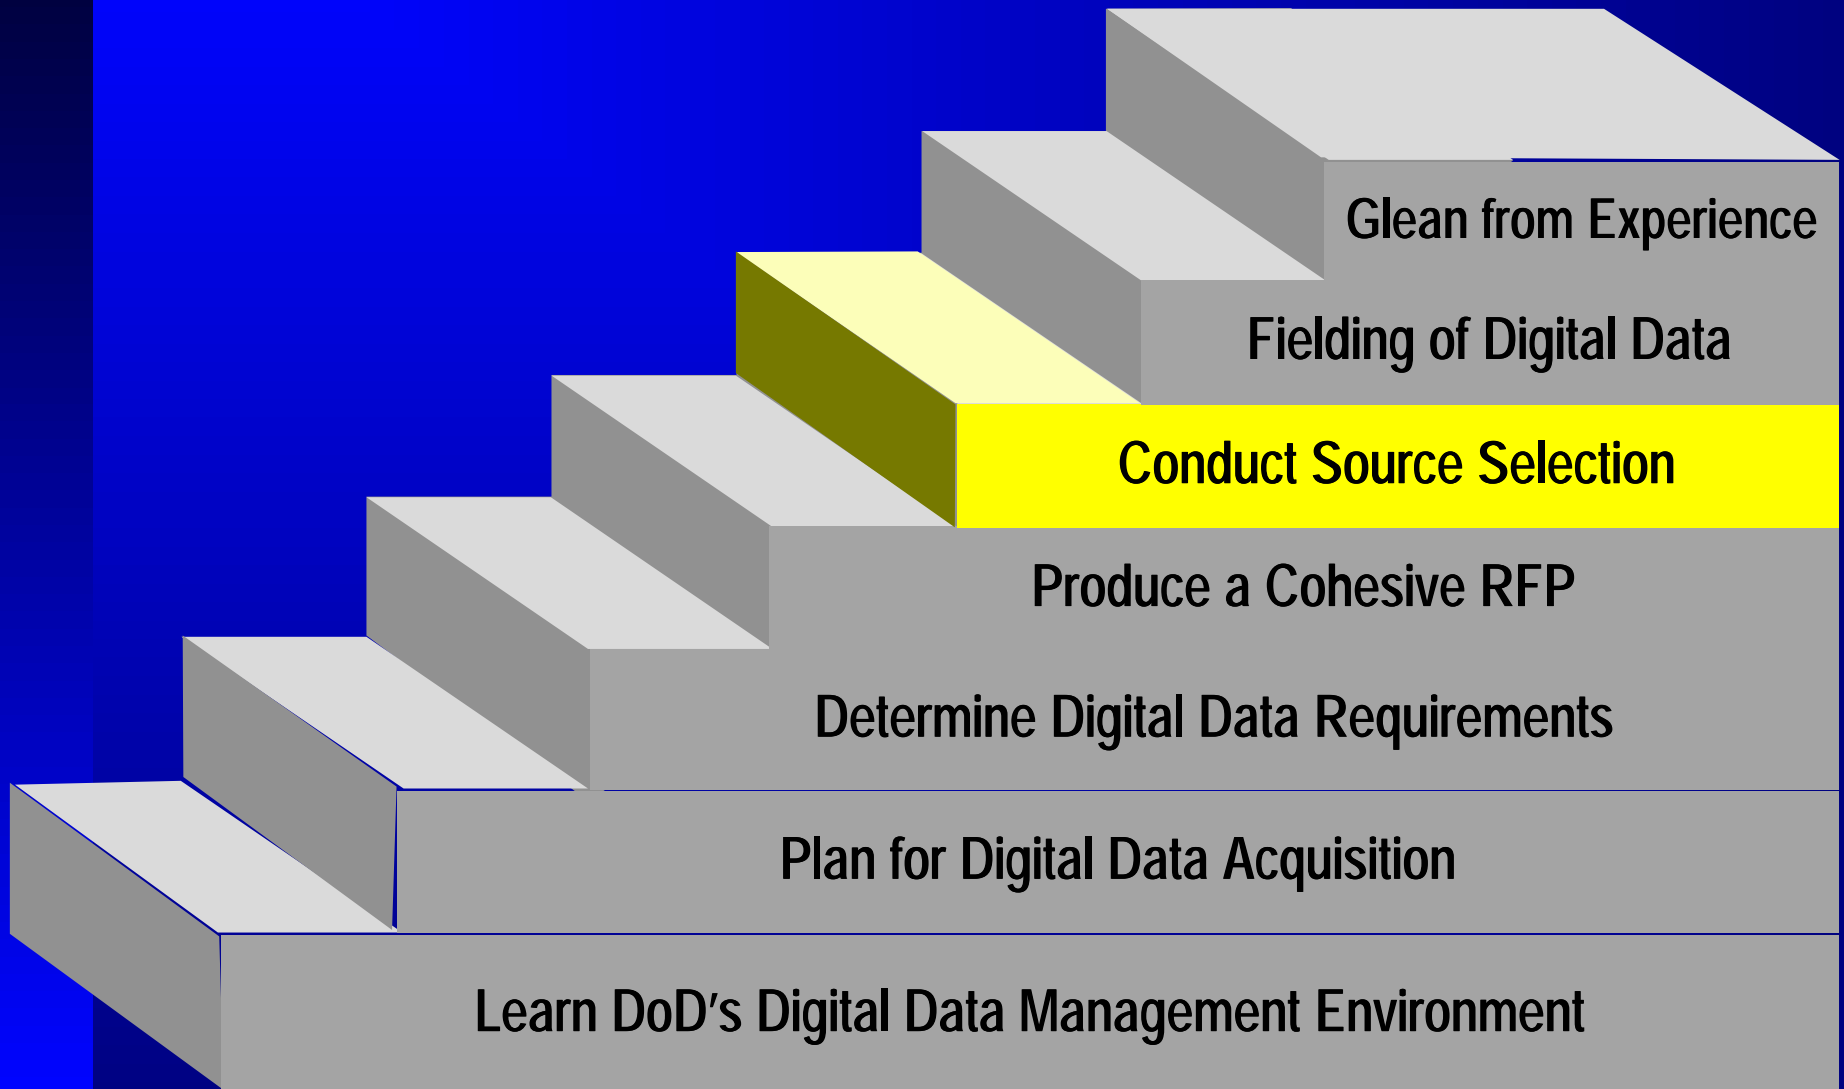 Glean from Experience
Fielding of Digital Data
Conduct Source Selection
Produce a Cohesive RFP
Determine Digital Data Requirements
Plan for Digital Data Acquisition
Learn DoD's Digital Data Management Environment